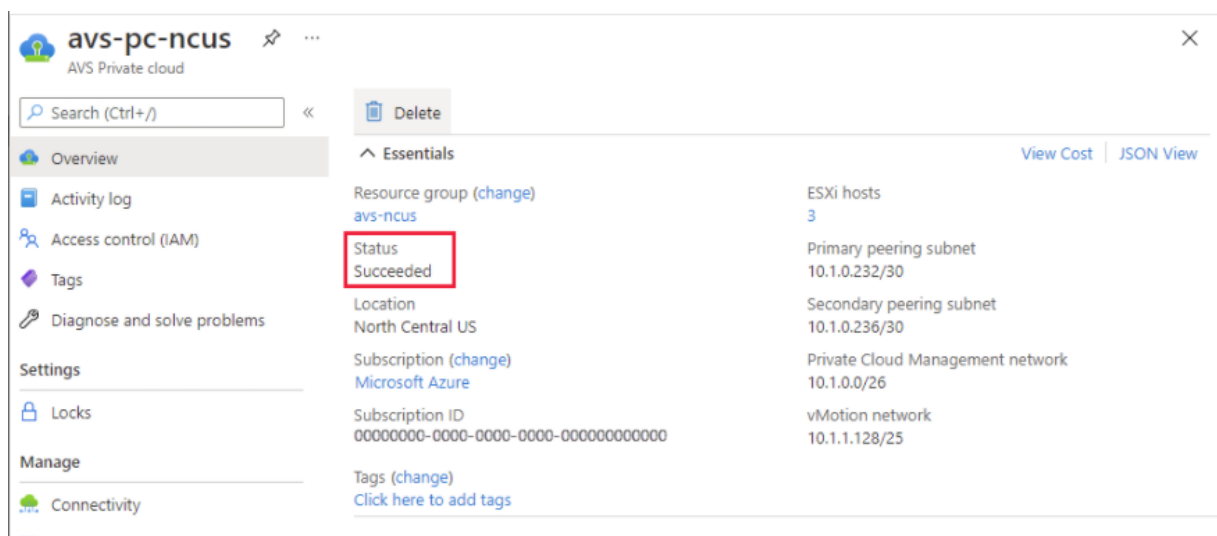 avs-pc-ncus
AVS Private cloud
Search (Ctrl+/)
Overview
Activity log
Access control (IAM)
Tags
Diagnose and solve problems
Settings
Locks
Manage
Connectivity
Delete
Essentials
View Cost
JSON View
Resource group (change)
avs-ncus
Status
Succeeded
Location
North Central US
Subscription (change)
Microsoft Azure
Subscription ID
00000000-0000-0000-0000-000000000000
Tags (change)
Click here to add tags
ESXi hosts
3
Primary peering subnet
10.1.0.232/30
Secondary peering subnet
10.1.0.236/30
Private Cloud Management network
10.1.0.0/26
vMotion network
10.1.1.128/25